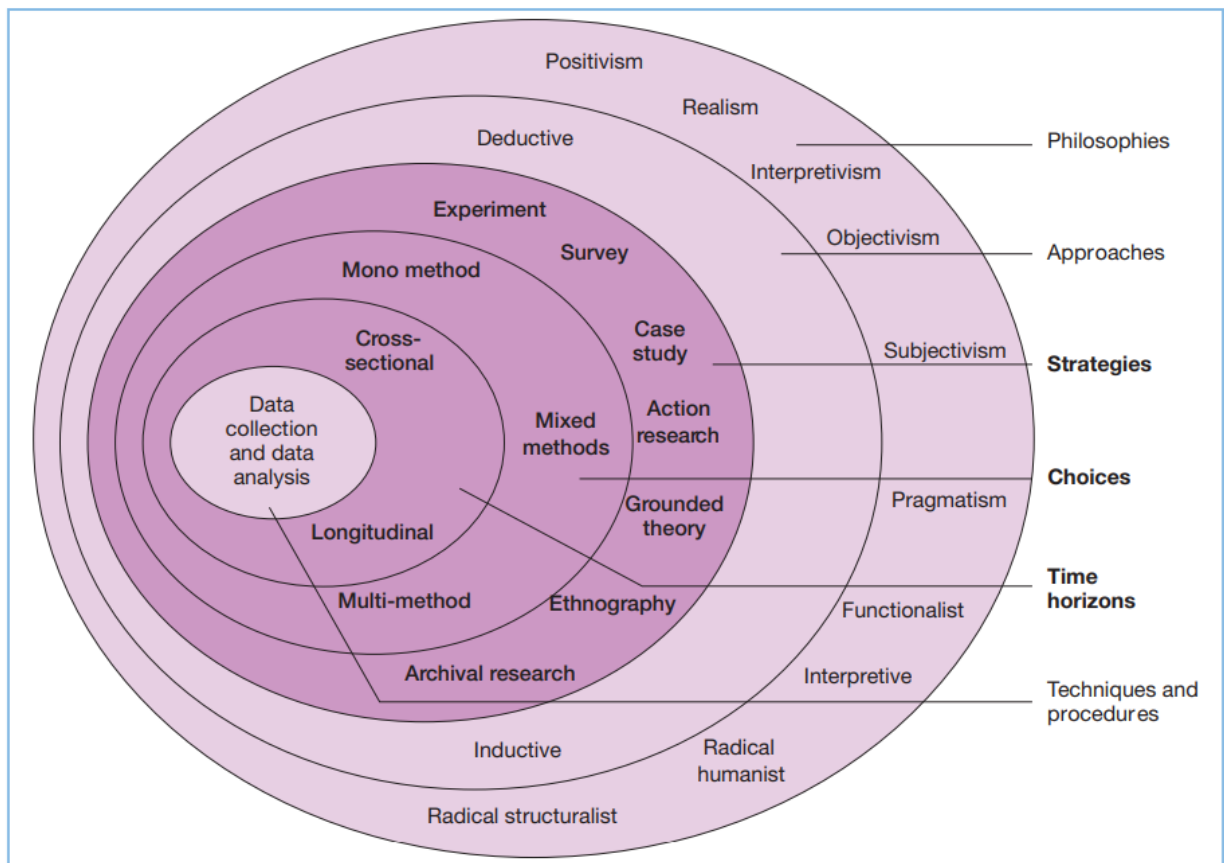 Positivism
Realism
Philosophies
Deductive
Interpretivism
Experiment
Objectivism
Survey
Approaches
Mono method
Case
study
Cross-
sectional
Subjectivism
Strategies
Data
collection
and data
analysis
Mixed
methods
Action
research
Choices
Pragmatism
Grounded
theory
Longitudinal
Time
horizons
Multi-method
Ethnography
Functionalist
Archival research
Interpretive
Techniques and
procedures
Inductive
Radical
humanist
Radical structuralist